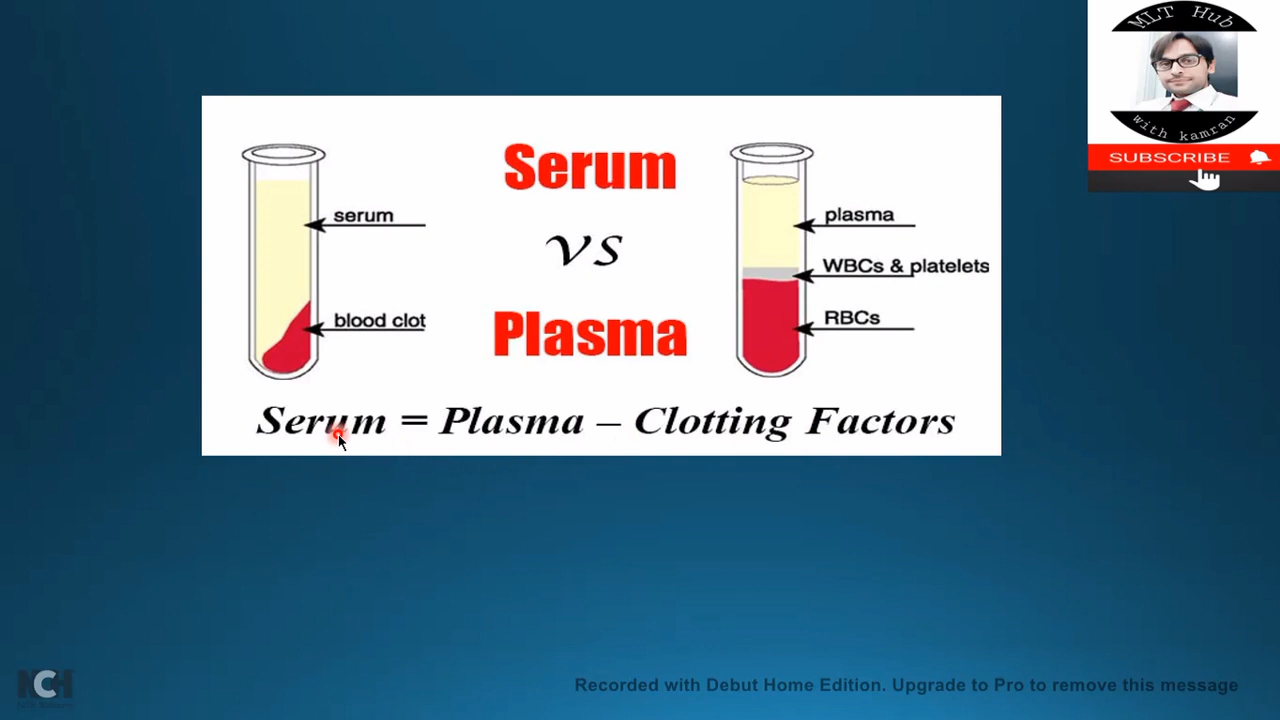 MLT Hub
with kamran
SUBSCRIBE
Serum
vs
Plasma
serum
blood clot
plasma
WBCs & platelets
RBCs
Serum = Plasma – Clotting Factors
NCH
Recorded with Debut Home Edition. Upgrade to Pro to remove this message